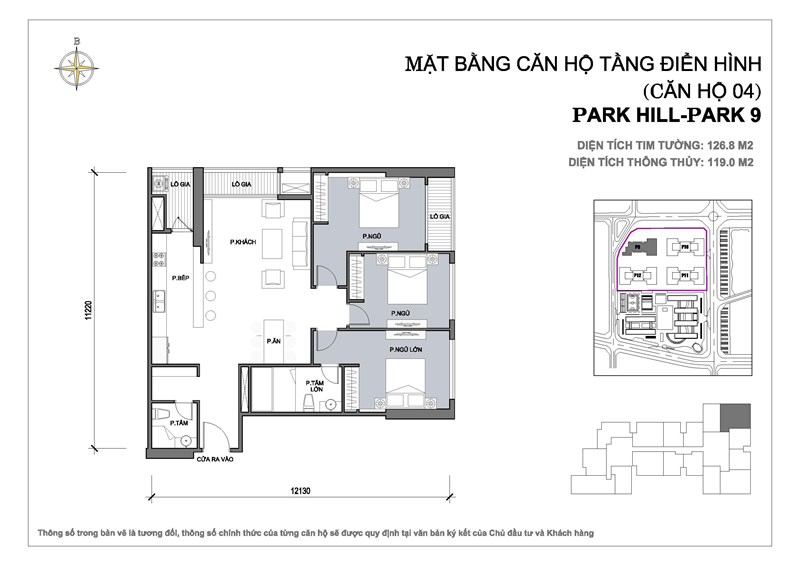 B
MẶT BẰNG CĂN HỘ TẦNG ĐIỂN HÌNH
(CĂN HỘ 04)
PARK HILL-PARK 9
DIỆN TÍCH TIM TƯỜNG: 126.8 M2
DIỆN TÍCH THÔNG THỦY: 119.0 M2
LÔ GIA
LÔ GIA
LÔ GIA
P.NGỦ
P.KHÁCH
P.BẾP
P.NGỦ
P.ĂN
P.NGỦ LỚN
P.TẮM
LỚN
P.TẮM
CỬA RA VÀO
11220
12130
P9
P10
P12
P11
Thông số trong bản vẽ là tương đối, thông số chính thức của từng căn hộ sẽ được quy định tại văn bản ký kết của Chủ đầu tư và Khách hàng